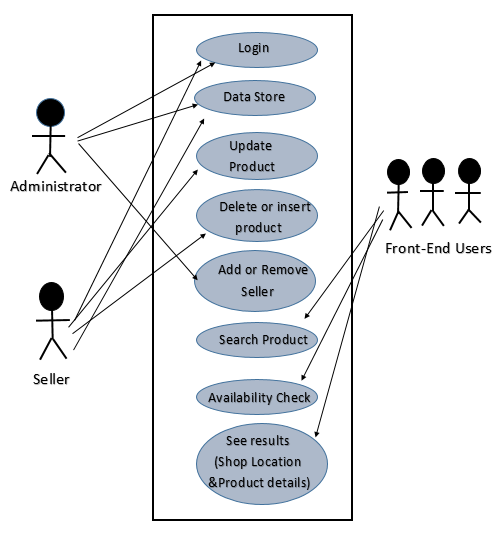 Login
Data Store
Update
Product
Delete or insert
product
Add or Remove
Seller
Search Product
Availability Check
See results
(Shop Location
&Product details)
Administrator
Seller
Front-End Users